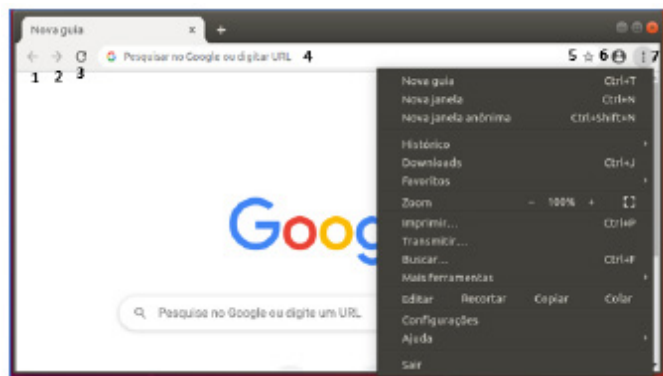 Nova guia x +
Pesquisar no Google ou digitar URL 4 5 6 7
1 2 3
Nova guia Ctrl+T
Nova janela Ctrl+N
Nova janela anônima Ctrl+Shift+N
Histórico
Downloads Ctrl+J
Favoritos
Zoom - 100% +
Imprimir... Ctrl+P
Transmitir...
Buscar... Ctrl+F
Mais ferramentas
Editar Recortar Copiar Colar
Configurações
Ajuda
Sair
Goog
Pesquise no Google ou digite um URL